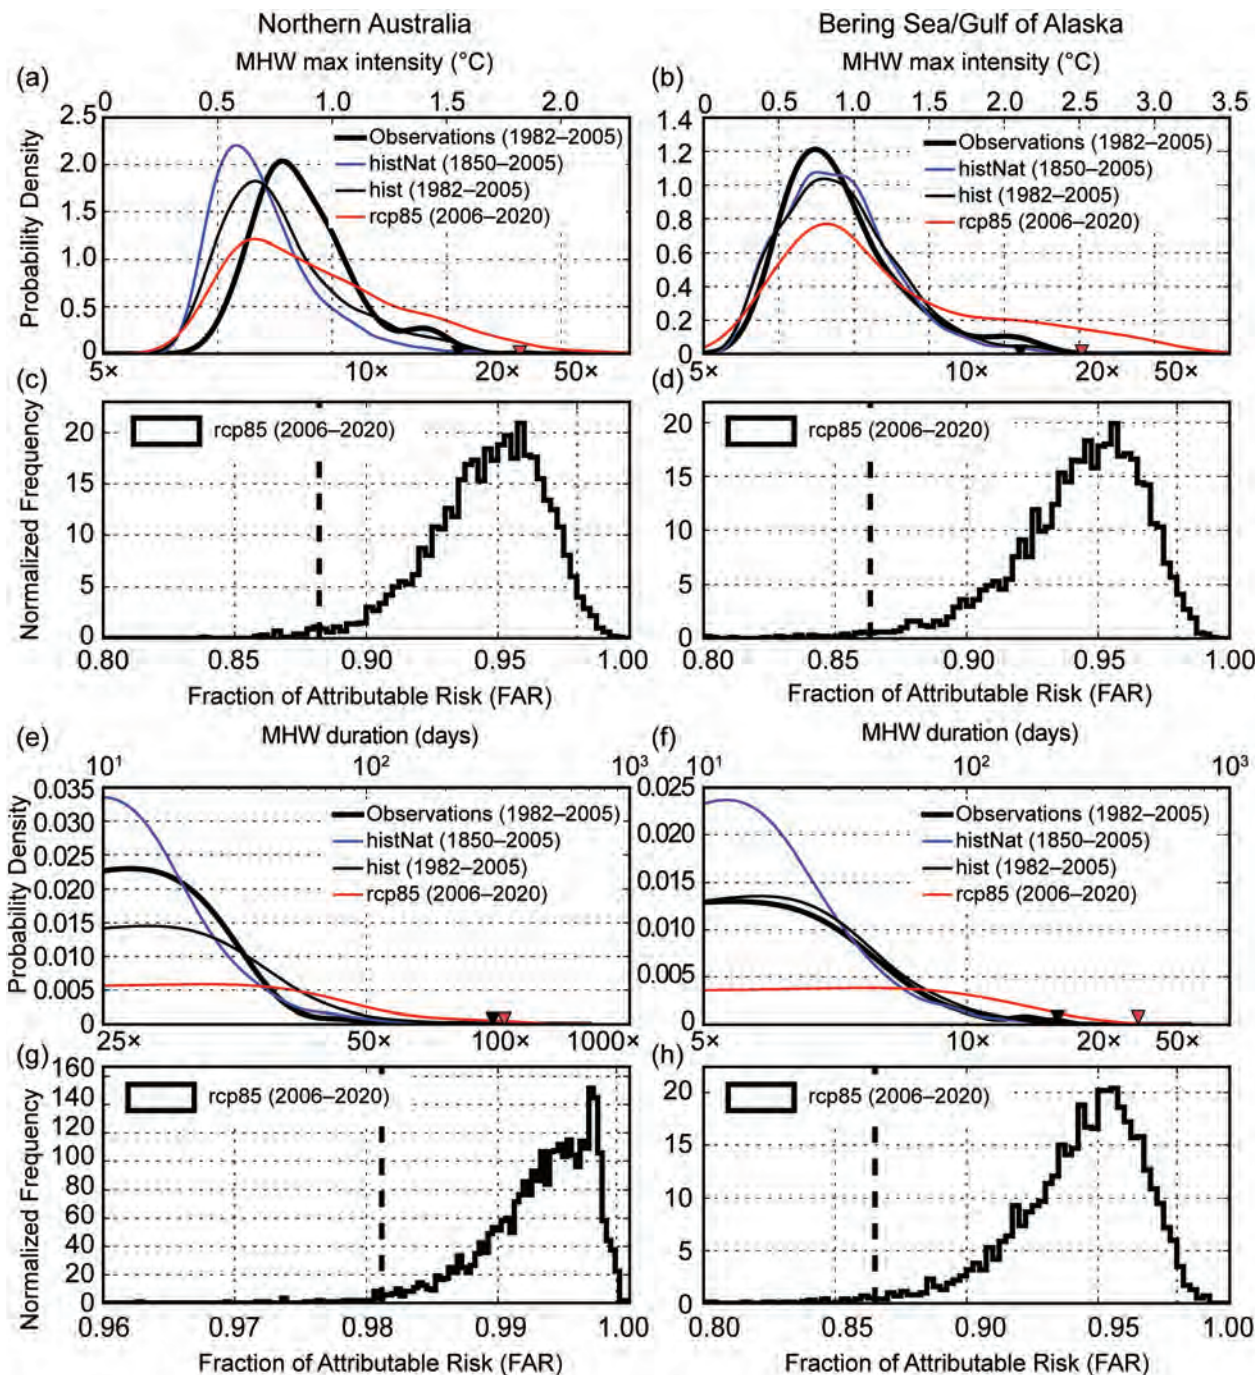 Northern Australia
Bering Sea/Gulf of Alaska
(a)
MHW max intensity (°C)
0 0.5 1.0 1.5 2.0
2.5
2.0
1.5
1.0
0.5
0
Probability Density
Observations (1982–2005)
histNat (1850–2005)
hist (1982–2005)
rcp85 (2006–2020)
5× 10× 20× 50×
(b)
MHW max intensity (°C)
0 0.5 1.0 1.5 2.0 2.5 3.0 3.5
1.4
1.2
1.0
0.8
0.6
0.4
0.2
0
Observations (1982–2005)
histNat (1850–2005)
hist (1982–2005)
rcp85 (2006–2020)
5× 10× 20× 50×
(c)
Normalized Frequency
20
15
10
5
0
rcp85 (2006–2020)
0.80 0.85 0.90 0.95 1.00
Fraction of Attributable Risk (FAR)
(d)
20
15
10
5
0
rcp85 (2006–2020)
0.80 0.85 0.90 0.95 1.00
Fraction of Attributable Risk (FAR)
(e)
MHW duration (days)
10¹ 10² 10³
0.035
0.030
0.025
0.020
0.015
0.010
0.005
0.000
Probability Density
Observations (1982–2005)
histNat (1850–2005)
hist (1982–2005)
rcp85 (2006–2020)
25× 50× 100× 1000×
(f)
MHW duration (days)
10¹ 10² 10³
0.025
0.020
0.015
0.010
0.005
0.000
Observations (1982–2005)
histNat (1850–2005)
hist (1982–2005)
rcp85 (2006–2020)
5× 10× 20× 50×
(g)
Normalized Frequency
160
140
120
100
80
60
40
20
0
rcp85 (2006–2020)
0.96 0.97 0.98 0.99 1.00
Fraction of Attributable Risk (FAR)
(h)
20
15
10
5
0
rcp85 (2006–2020)
0.80 0.85 0.90 0.95 1.00
Fraction of Attributable Risk (FAR)